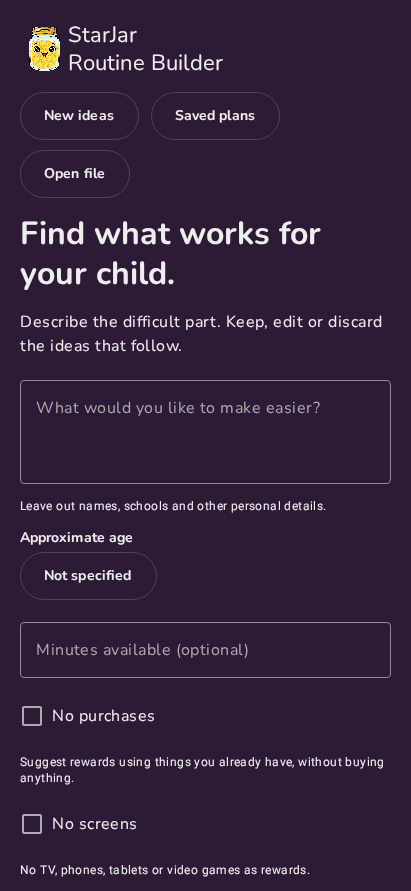 StarJar
Routine Builder
New ideas
Saved plans
Open file
Find what works for
your child.
Describe the difficult part. Keep, edit or discard
the ideas that follow.
What would you like to make easier?
Leave out names, schools and other personal details.
Approximate age
Not specified
Minutes available (optional)
No purchases
Suggest rewards using things you already have, without buying
anything.
No screens
No TV, phones, tablets or video games as rewards.